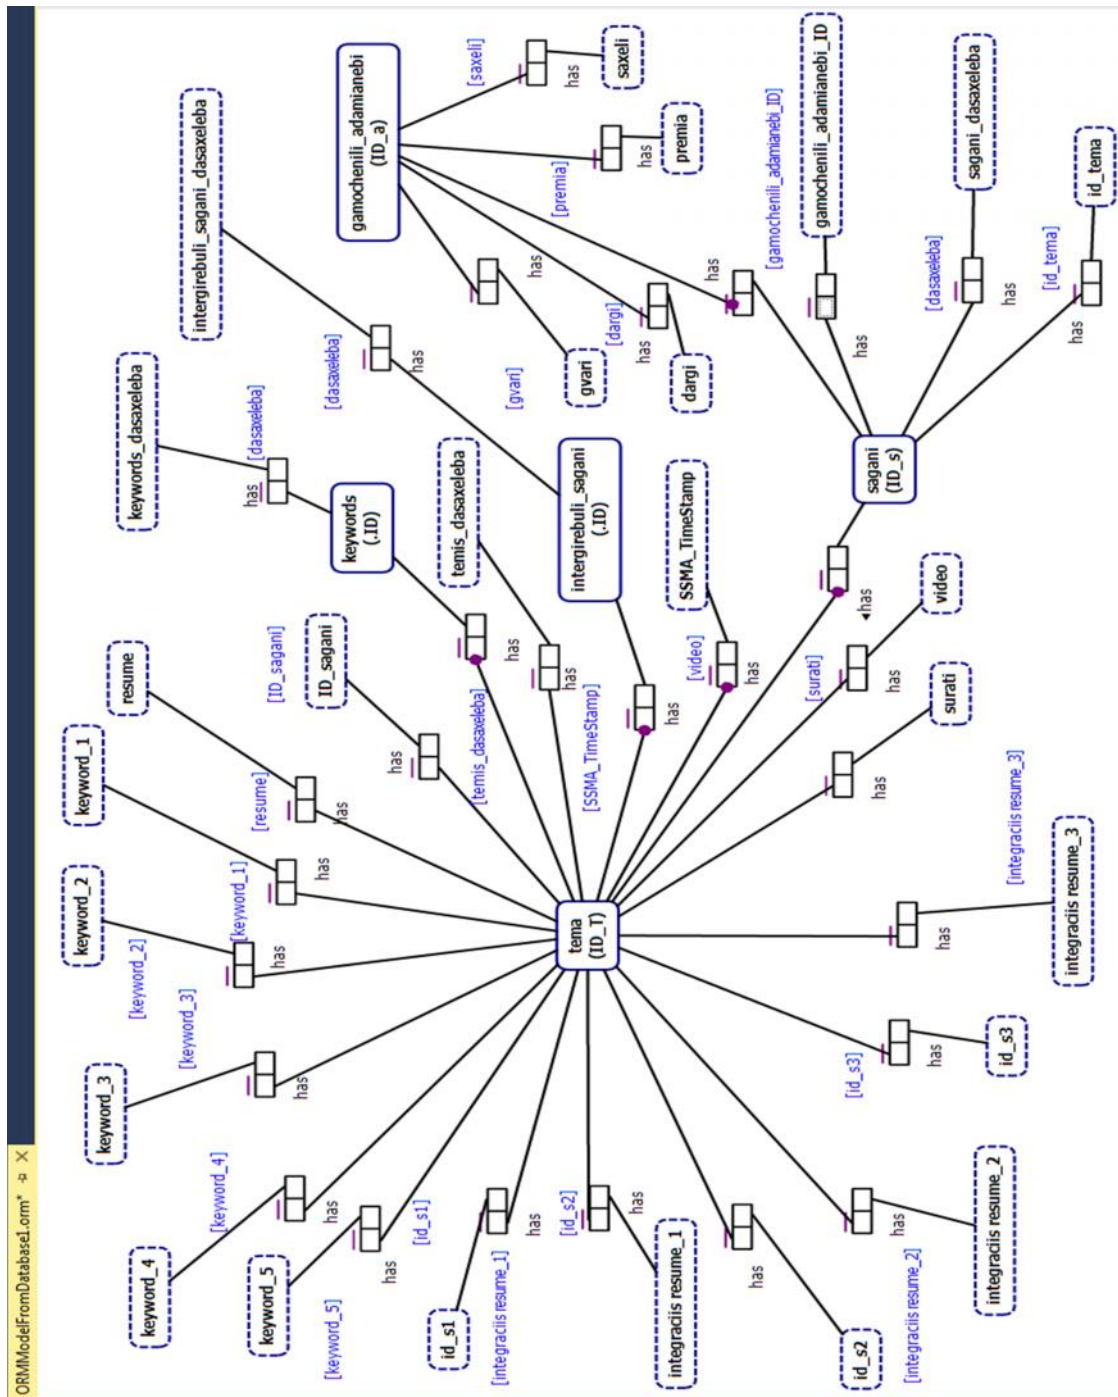 ORMModelFromDatabase1.orm*
keyword_4
[keyword_4]
has
keyword_5
[keyword_5]
has
keyword_3
[keyword_3]
has
keyword_2
[keyword_2]
has
keyword_1
[keyword_1]
has
resume
[resume]
has
ID_sagani
[ID_sagani]
has
keywords_dasaxeleba
[dasaxeleba]
has
keywords
(.ID)
[temis_dasaxeleba]
has
temis_dasaxeleba
has
intergirebuli_sagani_dasaxeleba
[dasaxeleba]
has
intergirebuli_sagani
(.ID)
[SSMA_TimeStamp]
has
SSMA_TimeStamp
[video]
has
gamochenili_adamianebi
(ID_a)
[saxeli]
has
saxeli
[premia]
has
premia
[gvari]
has
gvari
[dargi]
has
dargi
has
[gamochenili_adamianebi_ID]
gamochenili_adamianebi_ID
has
sagani_dasaxeleba
[dasaxeleba]
has
id_tema
[id_tema]
has
sagani
(ID_s)
has
video
[surati]
has
surati
has
tema
(ID_T)
[id_s1]
id_s1
has
[integraciis resume_1]
[id_s2]
has
integraciis resume_1
id_s2
has
[integraciis resume_2]
has
integraciis resume_2
[id_s3]
has
id_s3
[integraciis resume_3]
has
integraciis resume_3